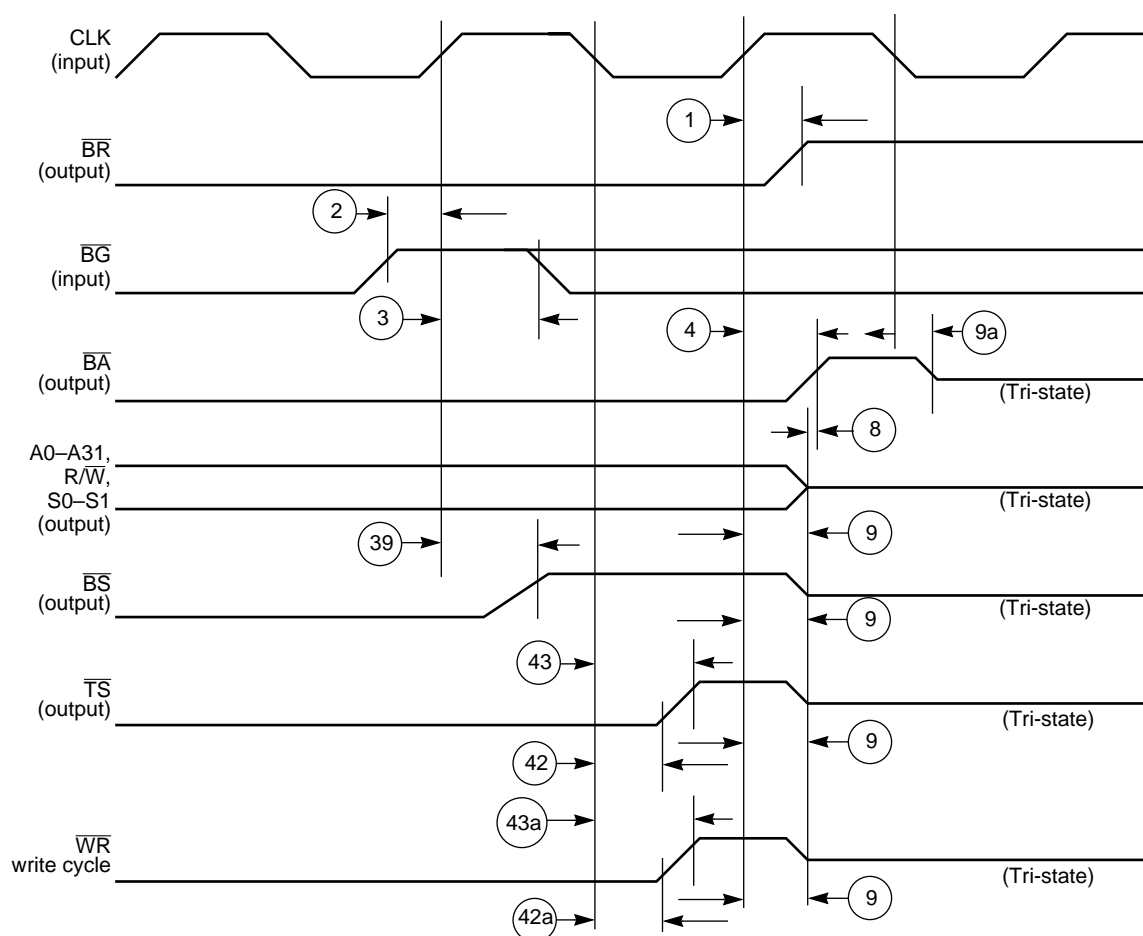 CLK
(input)
1
BR
(output)
2
BG
(input)
3
4
9a
BA
(output)
(Tri-state)
8
A0–A31,
R/W,
S0–S1
(output)
(Tri-state)
39
9
BS
(output)
(Tri-state)
9
43
TS
(output)
(Tri-state)
9
42
43a
WR
write cycle
(Tri-state)
9
42a